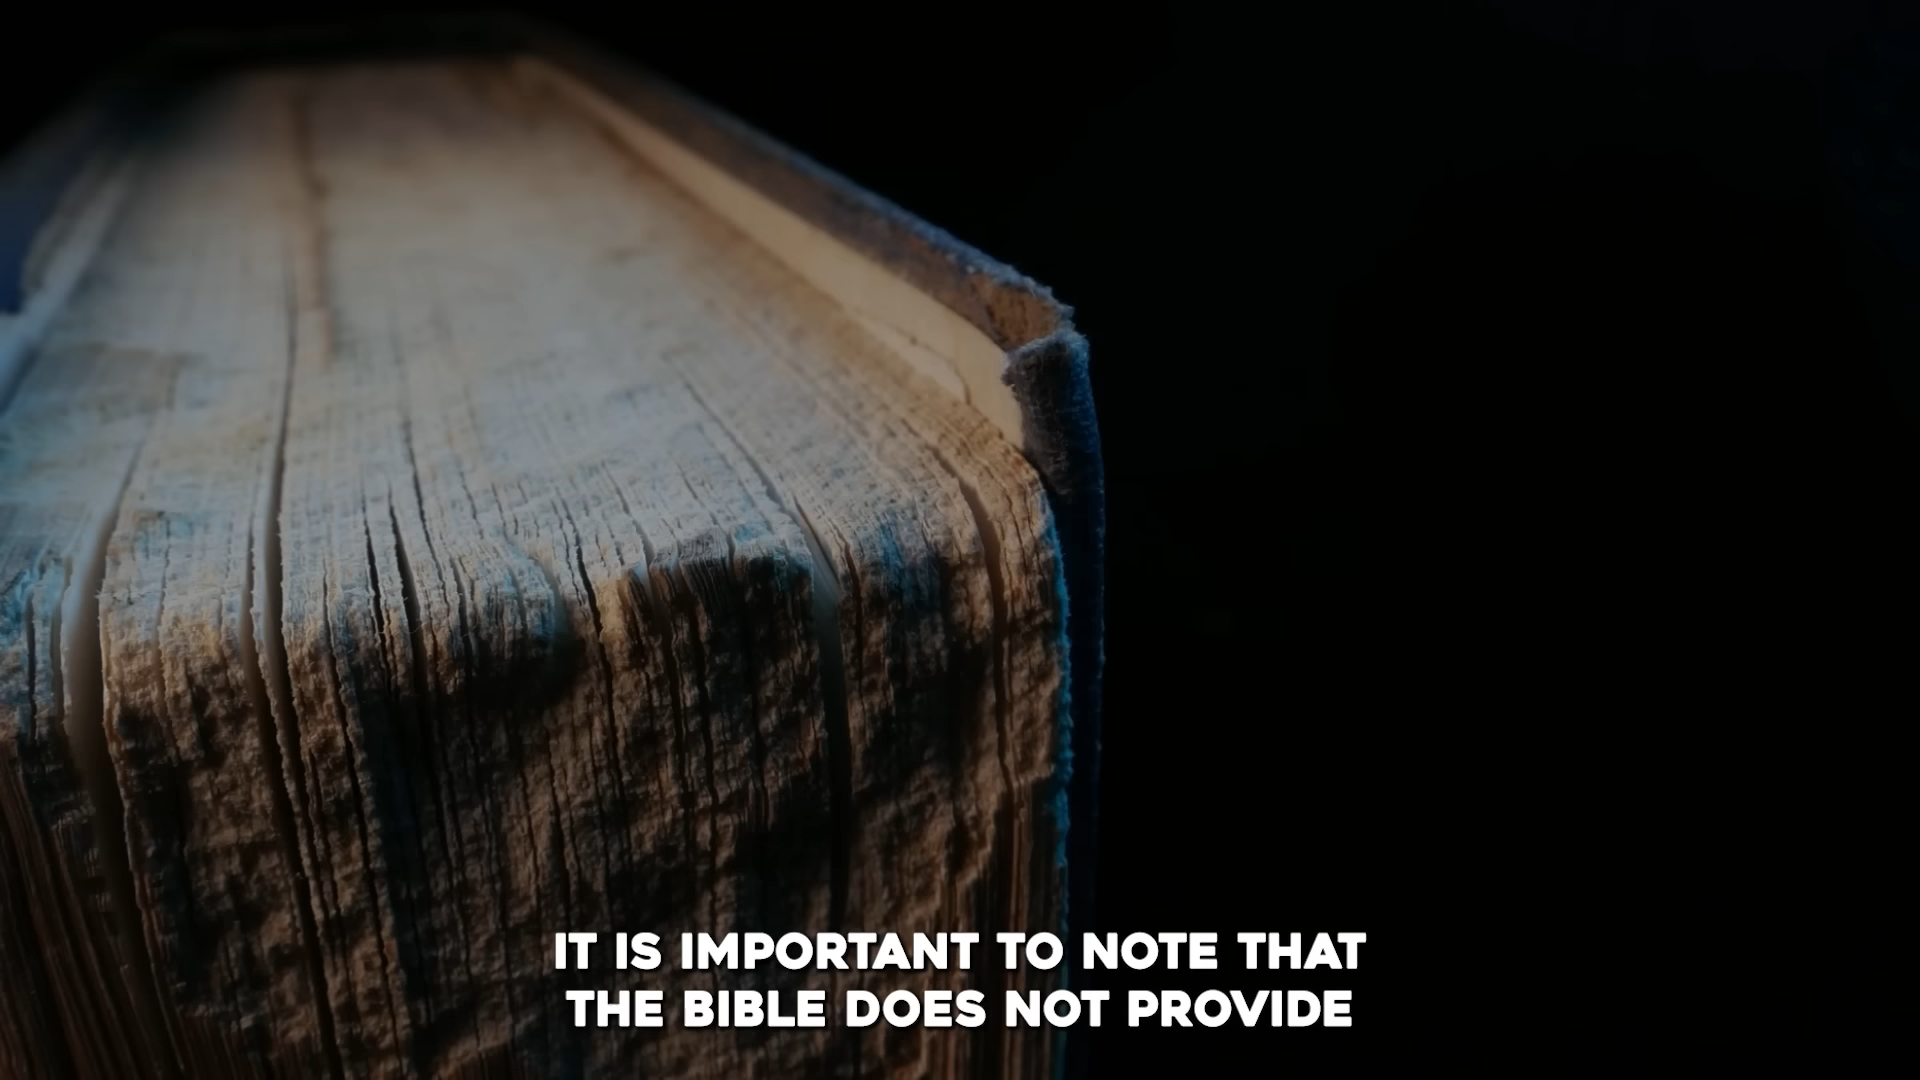 IT IS IMPORTANT TO NOTE THAT
THE BIBLE DOES NOT PROVIDE